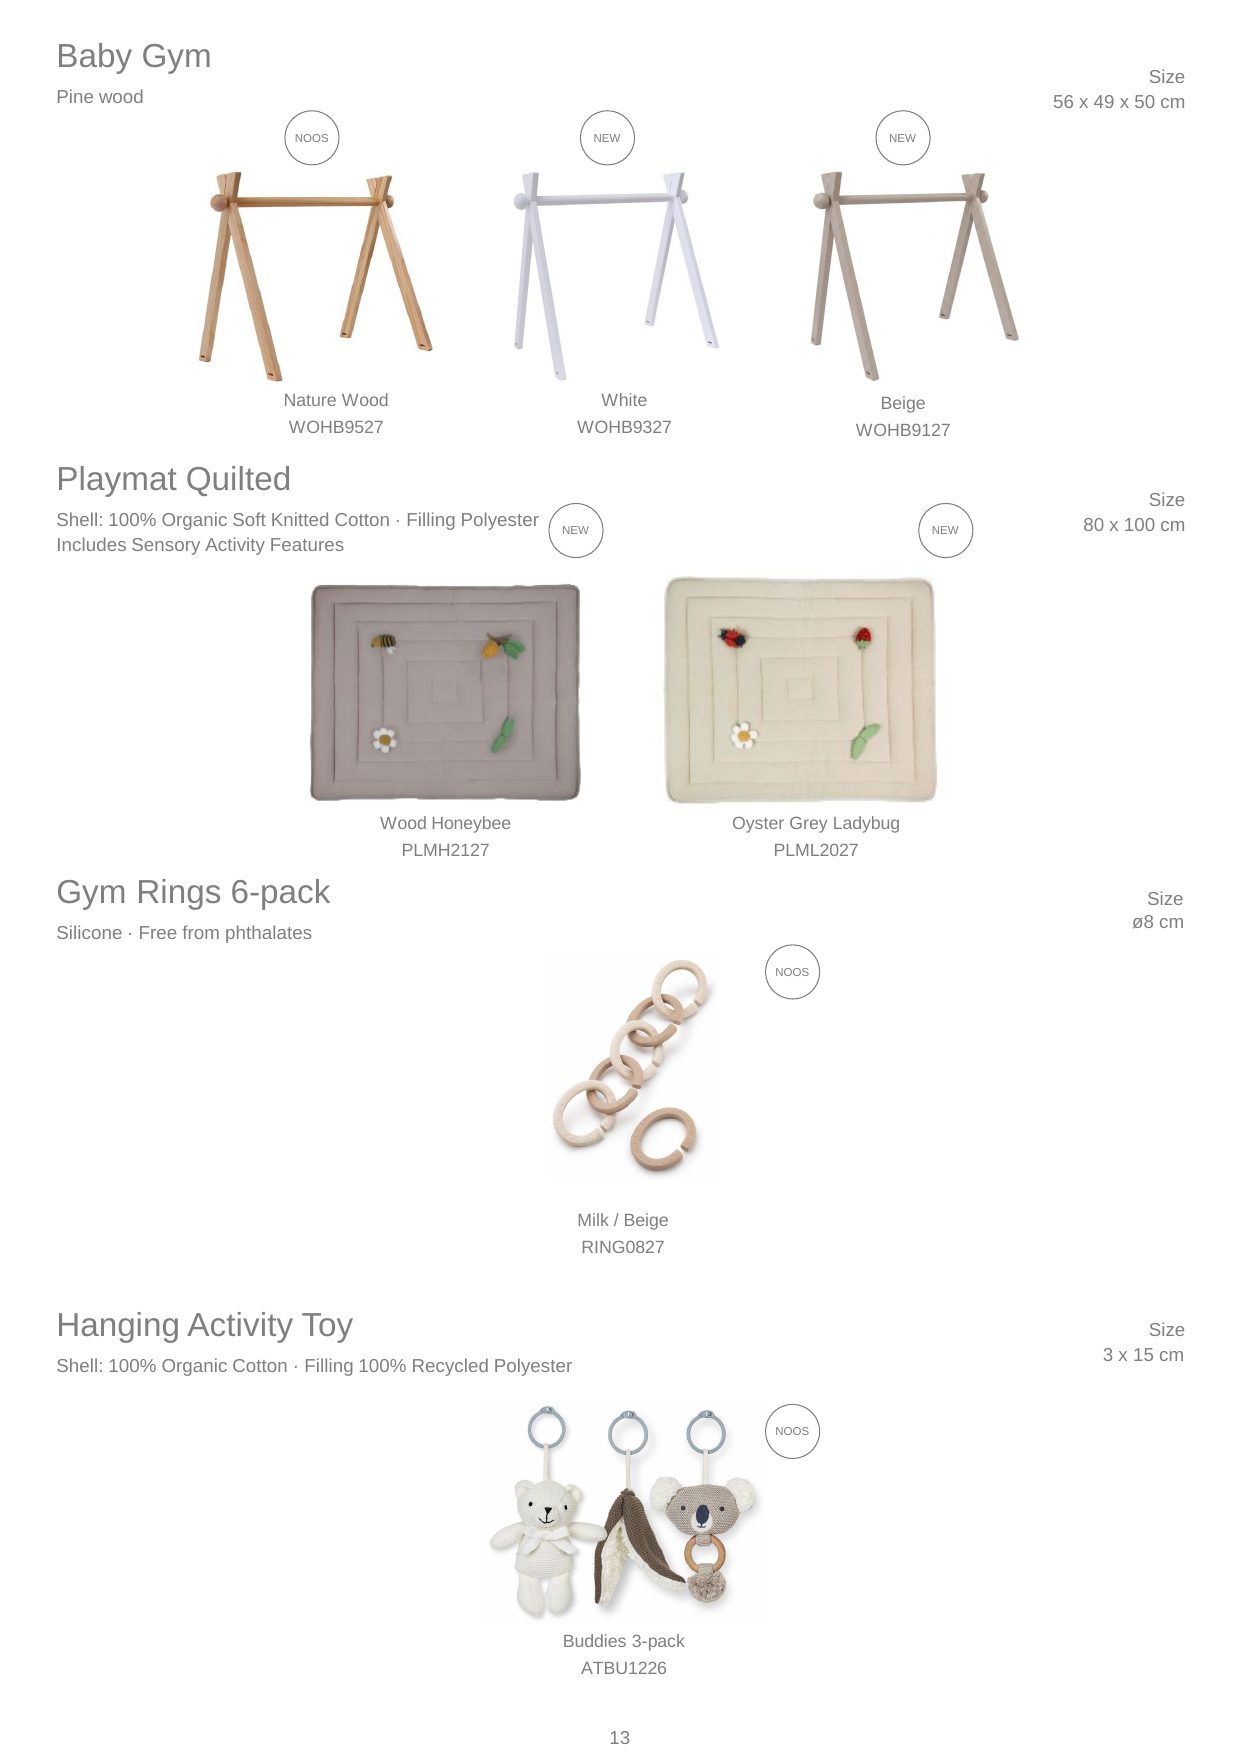 Baby Gym
Pine wood
Size
56 x 49 x 50 cm
NOOS
NEW
NEW
Nature Wood
WOHB9527
White
WOHB9327
Beige
WOHB9127
Playmat Quilted
Shell: 100% Organic Soft Knitted Cotton · Filling Polyester
Includes Sensory Activity Features
Size
80 x 100 cm
NEW
NEW
Wood Honeybee
PLMH2127
Oyster Grey Ladybug
PLML2027
Gym Rings 6-pack
Silicone · Free from phthalates
Size
ø8 cm
NOOS
Milk / Beige
RING0827
Hanging Activity Toy
Shell: 100% Organic Cotton · Filling 100% Recycled Polyester
Size
3 x 15 cm
NOOS
Buddies 3-pack
ATBU1226
13